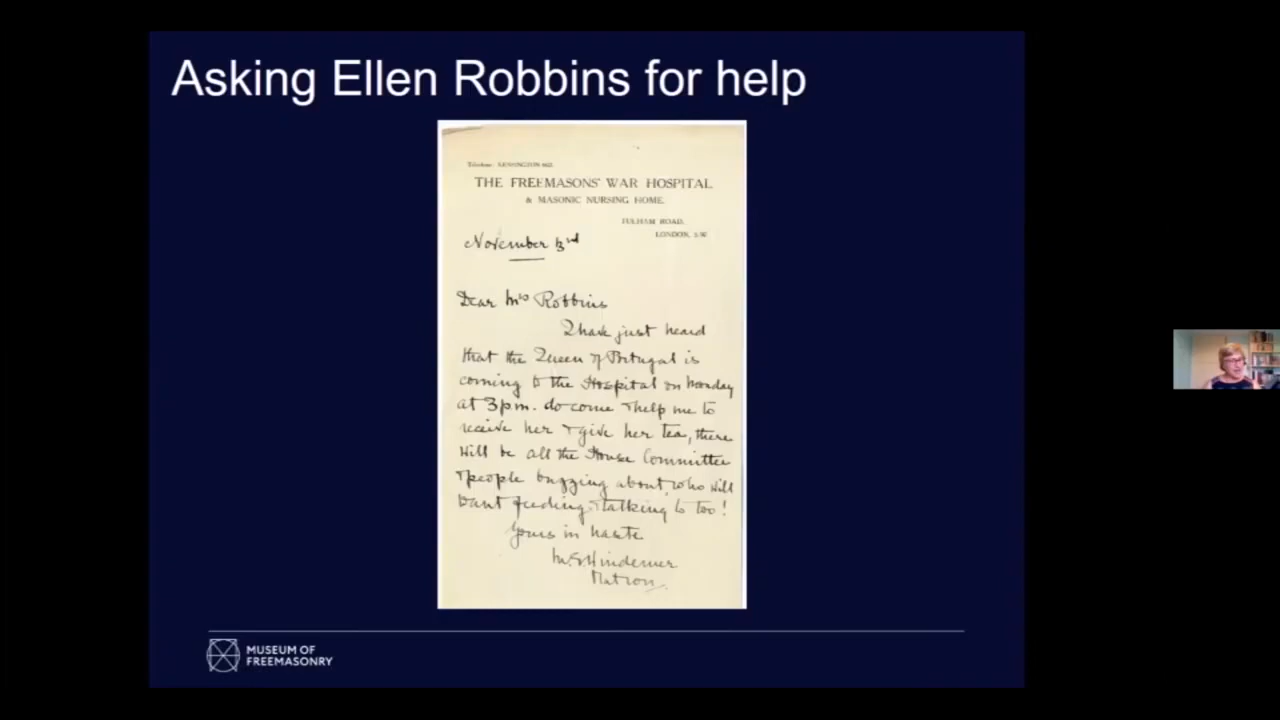 Asking Ellen Robbins for help
Telephone: KENSINGTON
THE FREEMASONS' WAR HOSPITAL
& MASONIC NURSING HOME.
FULHAM ROAD,
LONDON, S.W.
November 3rd
Dear Mrs Robbins
I have just heard
that the Queen of Portugal is
coming to the Hospital on Monday
at 3pm. do come & help me to
receive her & give her tea, there
will be all the House Committee
& people buzzing about, who will
want feeding & talking to too!
Yours in haste
Matron.
MUSEUM OF
FREEMASONRY